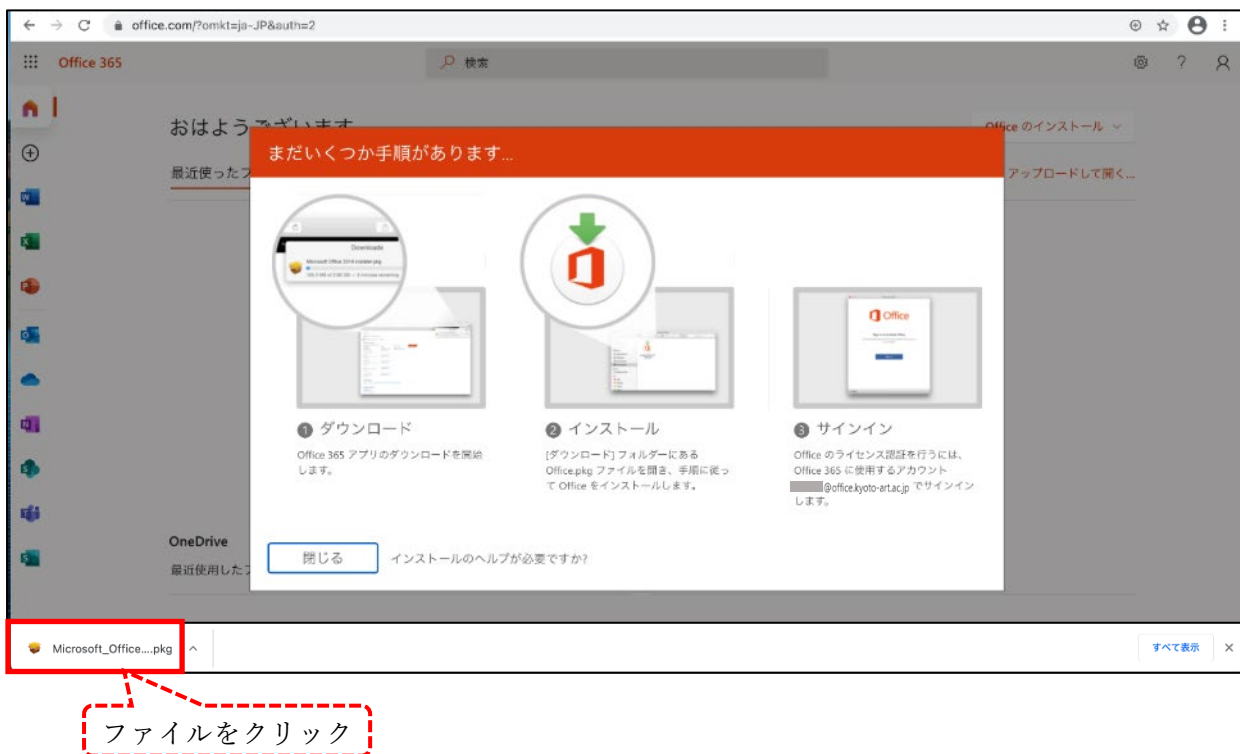 office.com/?omkt=ja-JP&auth=2
Office 365
検索
おはようございます
Office のインストール
まだいくつか手順があります...
最近使ったフ
アップロードして開く...
Downloads
Microsoft Office 2016 Installer.pkg
Office
❶ ダウンロード
Office 365 アプリのダウンロードを開始
します。
❷ インストール
[ダウンロード] フォルダーにある
Office.pkg ファイルを開き、手順に従っ
て Office をインストールします。
❸ サインイン
Office のライセンス認証を行うには、
Office 365 に使用するアカウント
@office.kyoto-art.ac.jp でサインイン
します。
OneDrive
最近使用したフ
閉じる
インストールのヘルプが必要ですか?
Microsoft_Office....pkg
すべて表示
ファイルをクリック